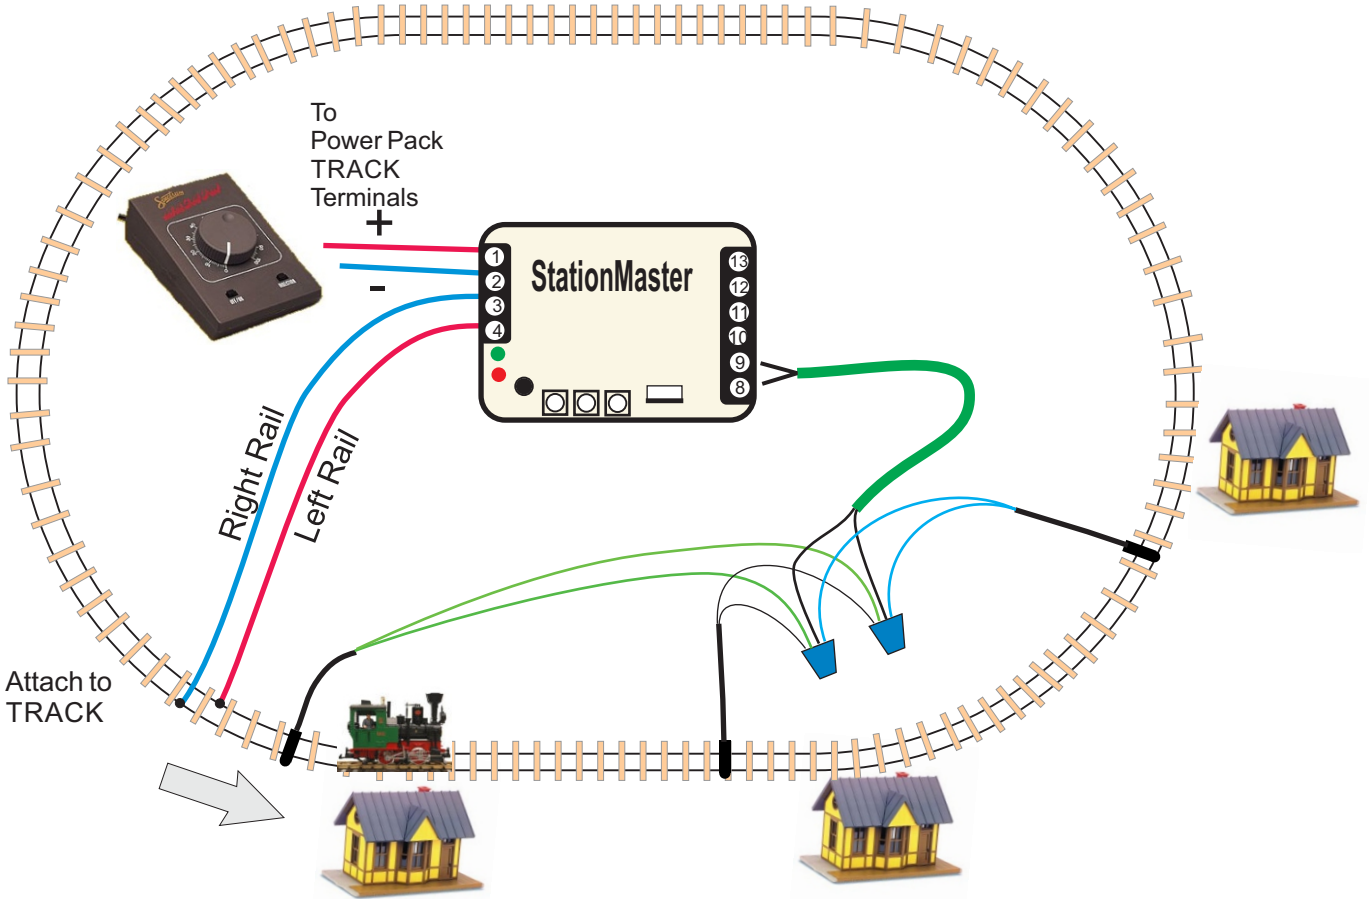 To
Power Pack
TRACK
Terminals
+
-
StationMaster
1
2
3
4
13
12
11
10
9
8
Right Rail
Left Rail
Attach to
TRACK